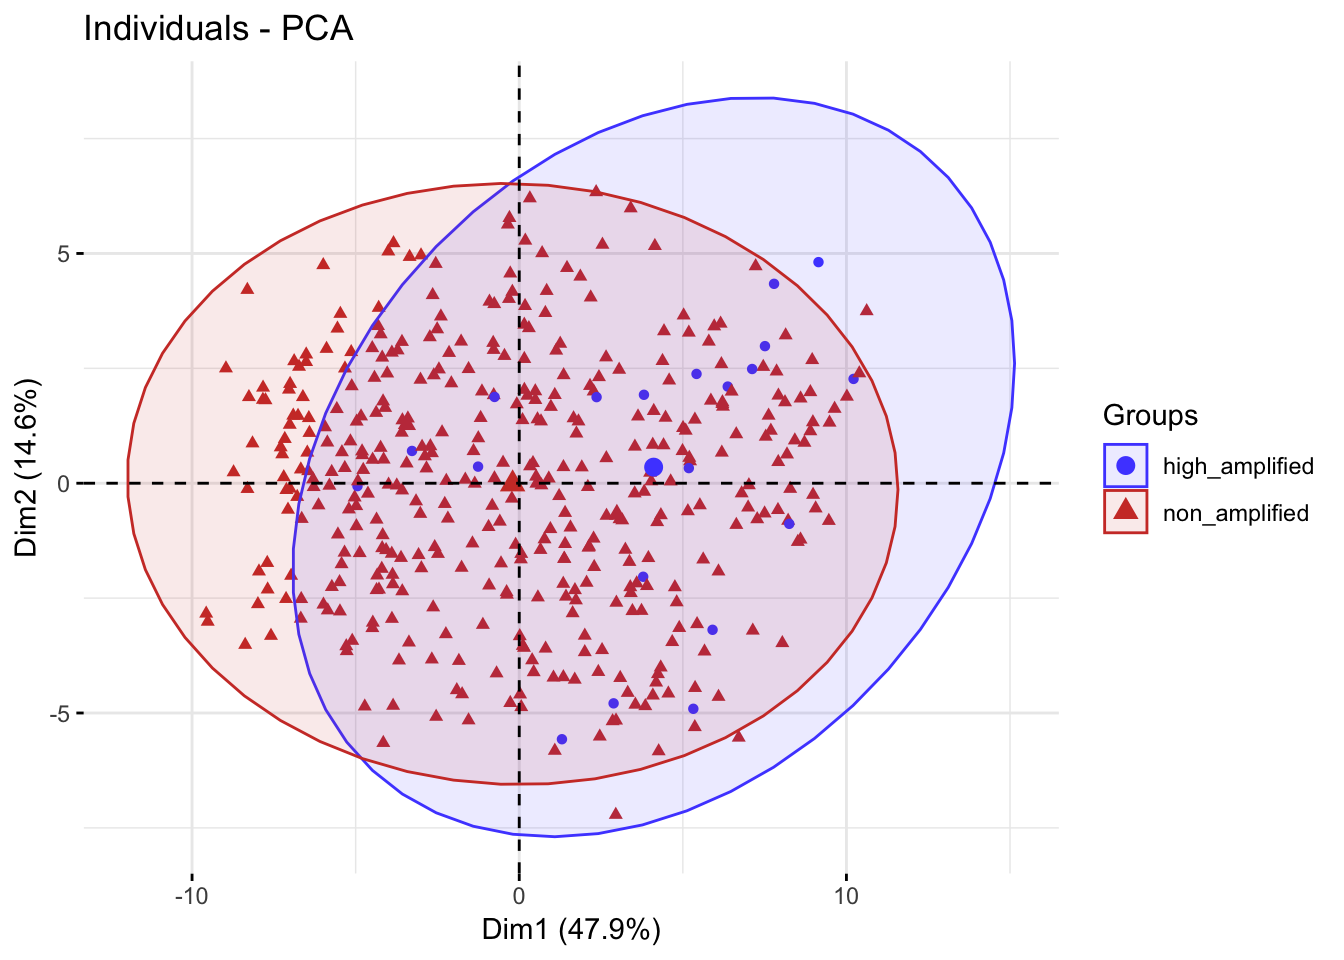 Individuals - PCA
Dim2 (14.6%)
5
0
-5
-10
0
10
Dim1 (47.9%)
Groups
high_amplified
non_amplified